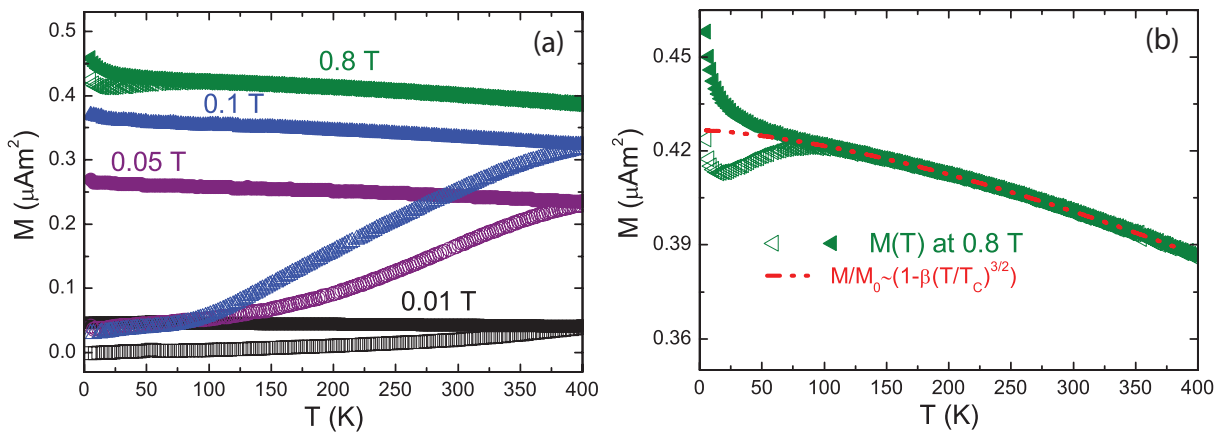 (a)
0.8 T
0.1 T
0.05 T
0.01 T
0.5
0.4
0.3
0.2
0.1
0.0
M (μAm²)
0 50 100 150 200 250 300 350 400
T (K)
(b)
0.45
0.42
0.39
0.36
M
M(T) at 0.8 T
M/M₀~(1-β(T/T_C)^{3/2})
0 50 100 150 200 250 300 350 400
T (K)